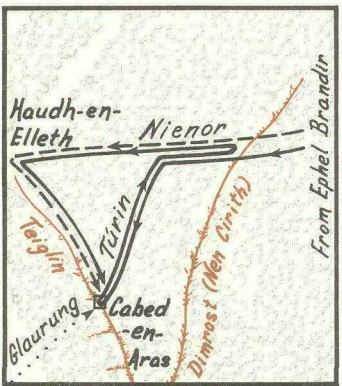 Haudh-en-
Elleth
Nienor
From Ephel Brandir
Túrin
Teiglin
Dimrost (Nen Cirith)
Glaurung
Cabed
-en-
Aras